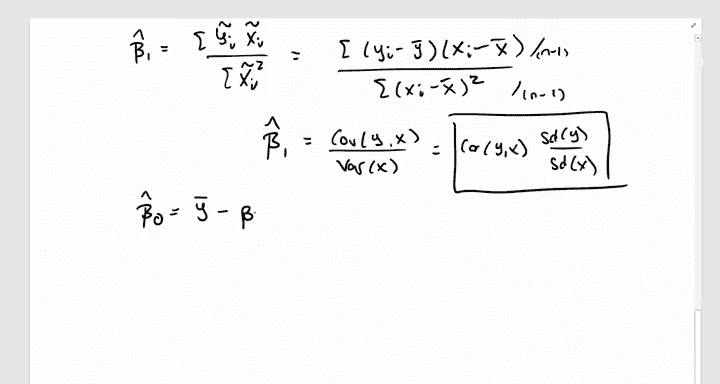 β̂₁ = Σ ỹᵢ x̃ᵢ / Σ x̃ᵢ² = Σ (yᵢ - ȳ)(xᵢ - x̄) /(n-1) / Σ (xᵢ - x̄)² /(n-1)
β̂₁ = Cov(y,x) / Var(x) = Cor(y,x) Sd(y) / Sd(x)
β̂₀ = ȳ - β